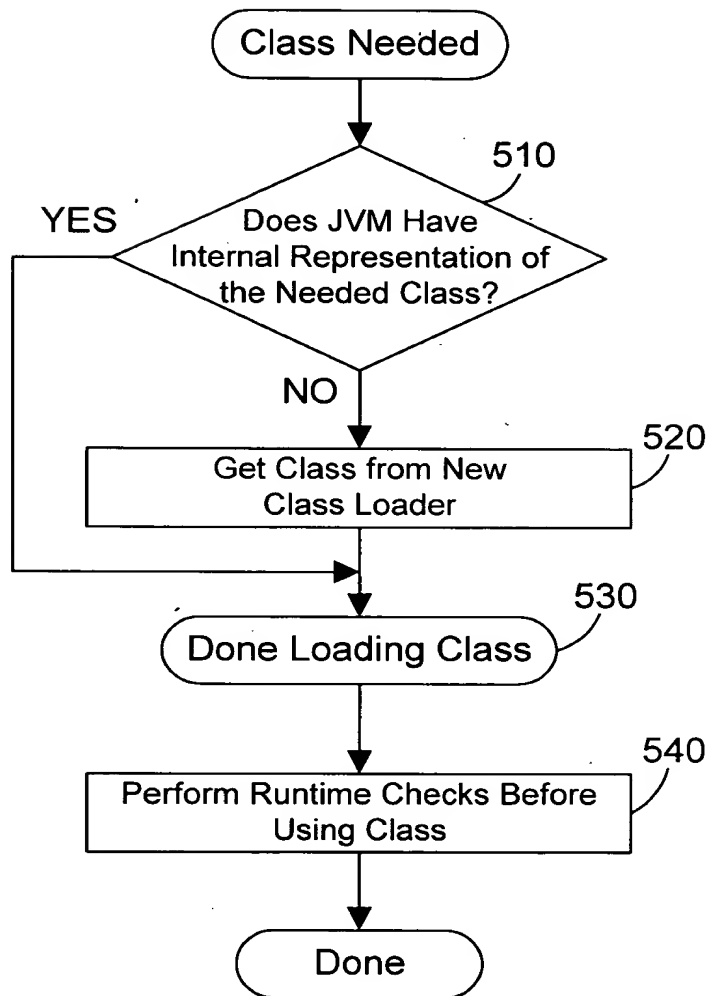 Class Needed
510
YES
Does JVM Have
Internal Representation of
the Needed Class?
NO
520
Get Class from New
Class Loader
530
Done Loading Class
540
Perform Runtime Checks Before
Using Class
Done